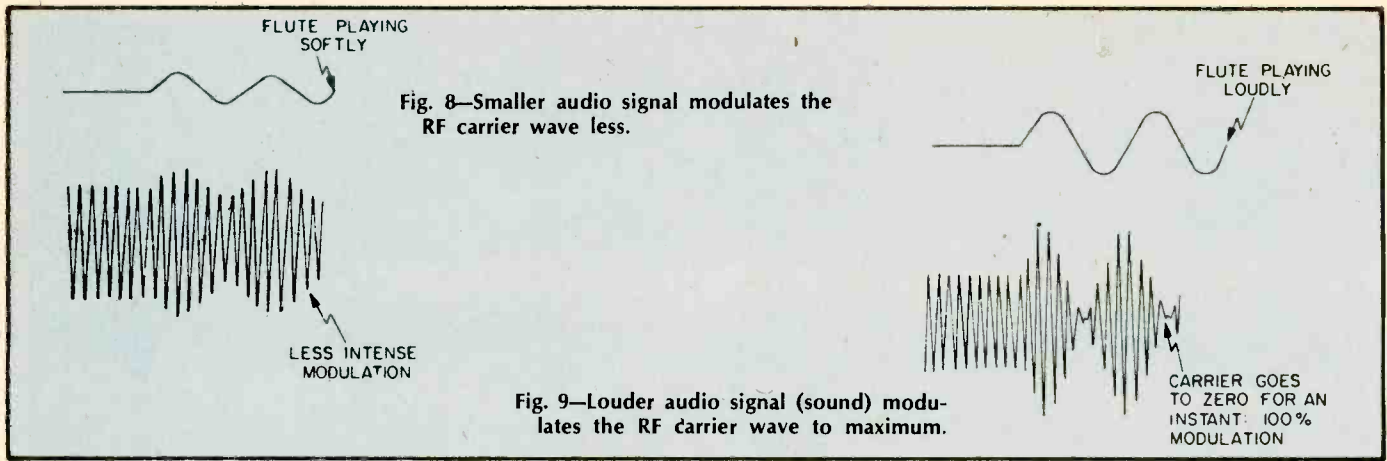 FLUTE PLAYING
SOFTLY
Fig. 8—Smaller audio signal modulates the
RF carrier wave less.
LESS INTENSE
MODULATION
FLUTE PLAYING
LOUDLY
Fig. 9—Louder audio signal (sound) modu-
lates the RF carrier wave to maximum.
CARRIER GOES
TO ZERO FOR AN
INSTANT: 100%
MODULATION